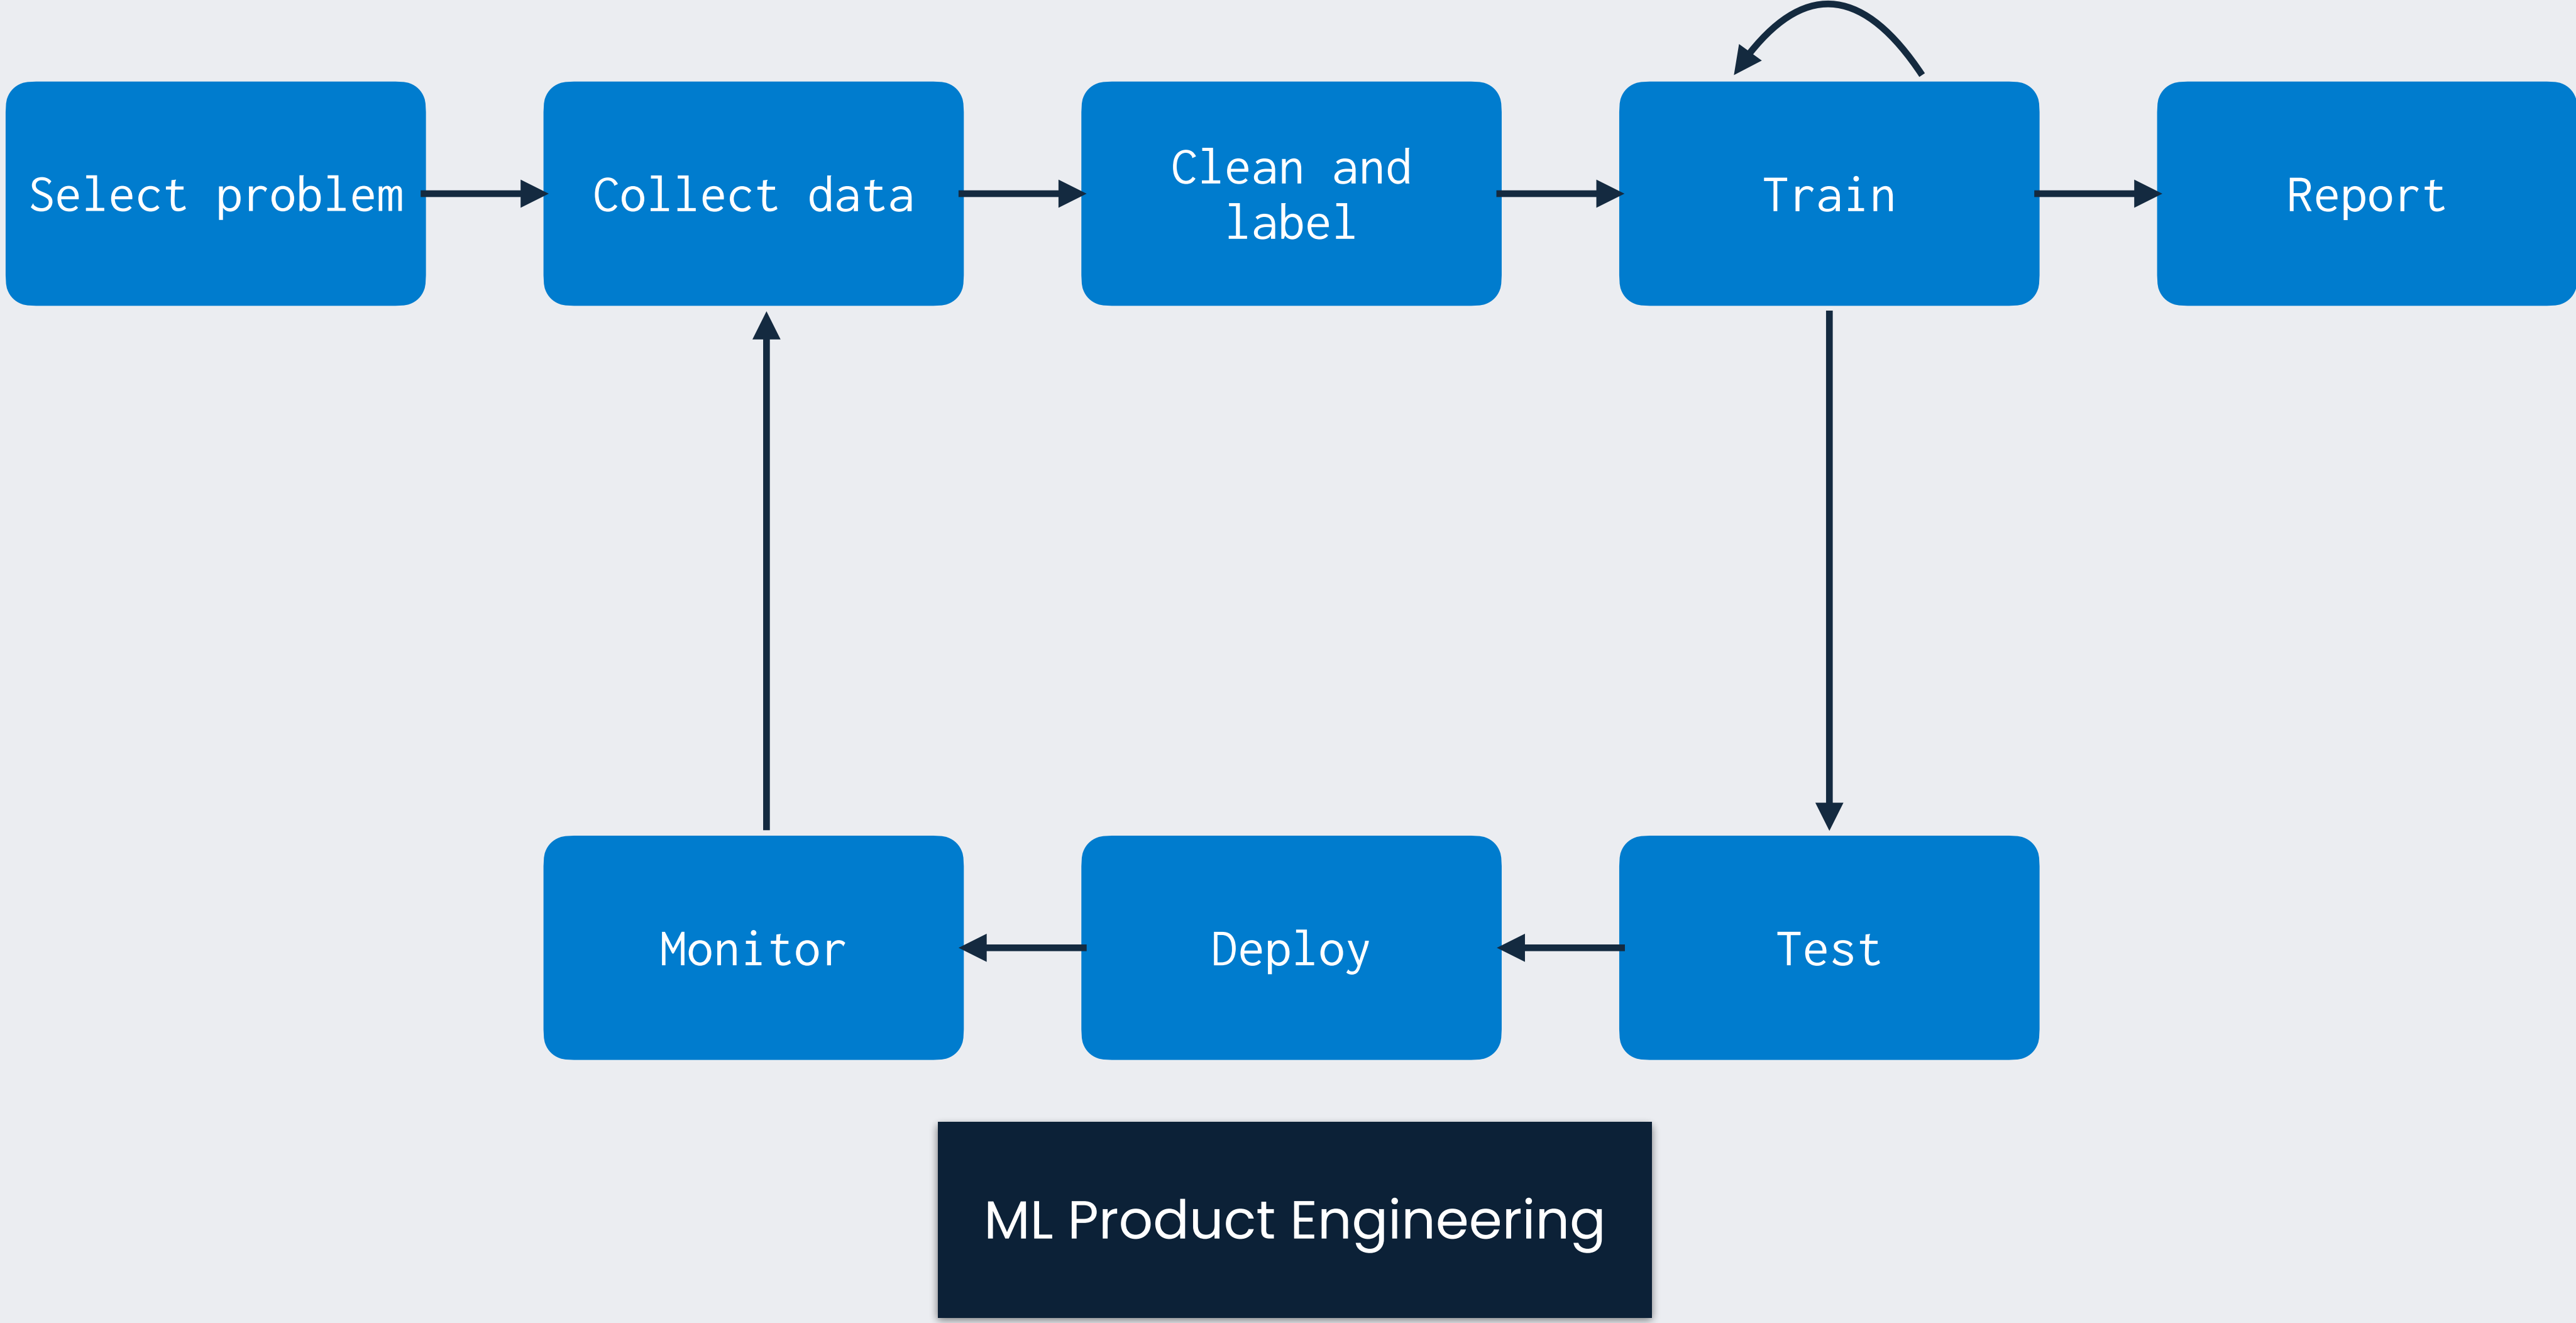 Select problem
Collect data
Clean and
label
Train
Report
Monitor
Deploy
Test
ML Product Engineering